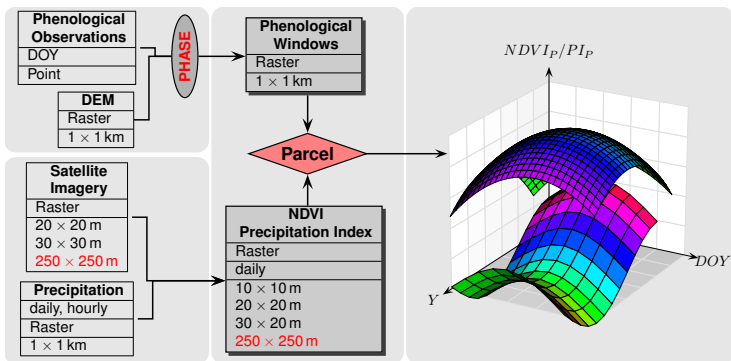 Phenological
Observations
DOY
Point
DEM
Raster
1 × 1 km
PHASE
Phenological
Windows
Raster
1 × 1 km
Parcel
Satellite
Imagery
Raster
20 × 20 m
30 × 30 m
250 × 250 m
Precipitation
daily, hourly
Raster
1 × 1 km
NDVI
Precipitation Index
Raster
daily
10 × 10 m
20 × 20 m
30 × 20 m
250 × 250 m
NDVI_P/PI_P
DOY
Y